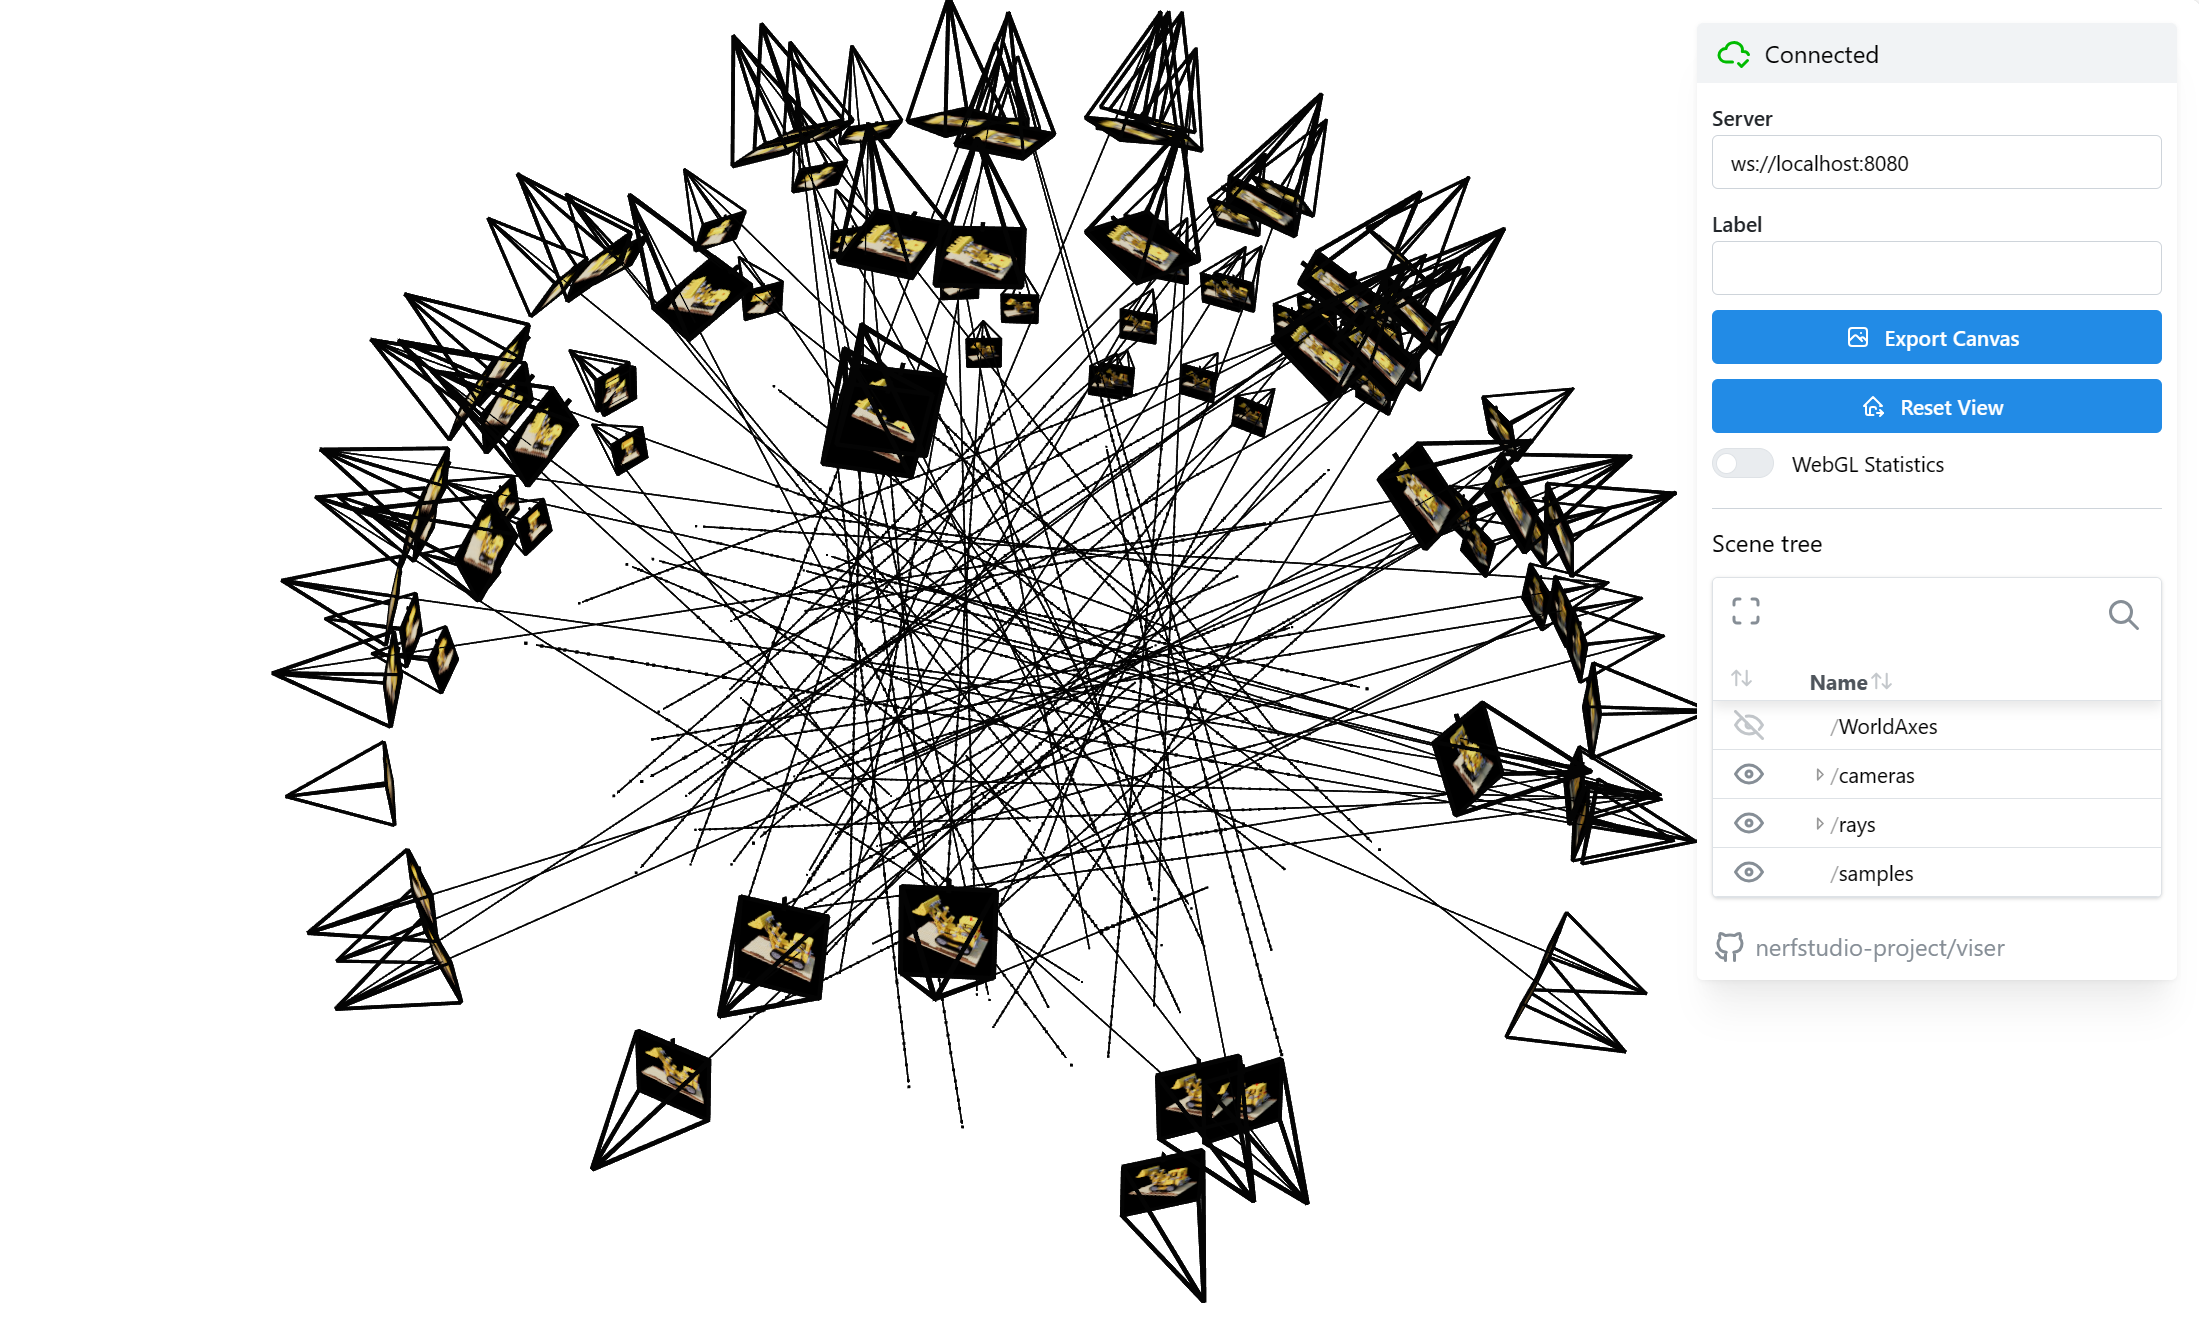 Connected
Server
ws://localhost:8080
Label
Export Canvas
Reset View
WebGL Statistics
Scene tree
Name
/WorldAxes
/cameras
/rays
/samples
nerfstudio-project/viser